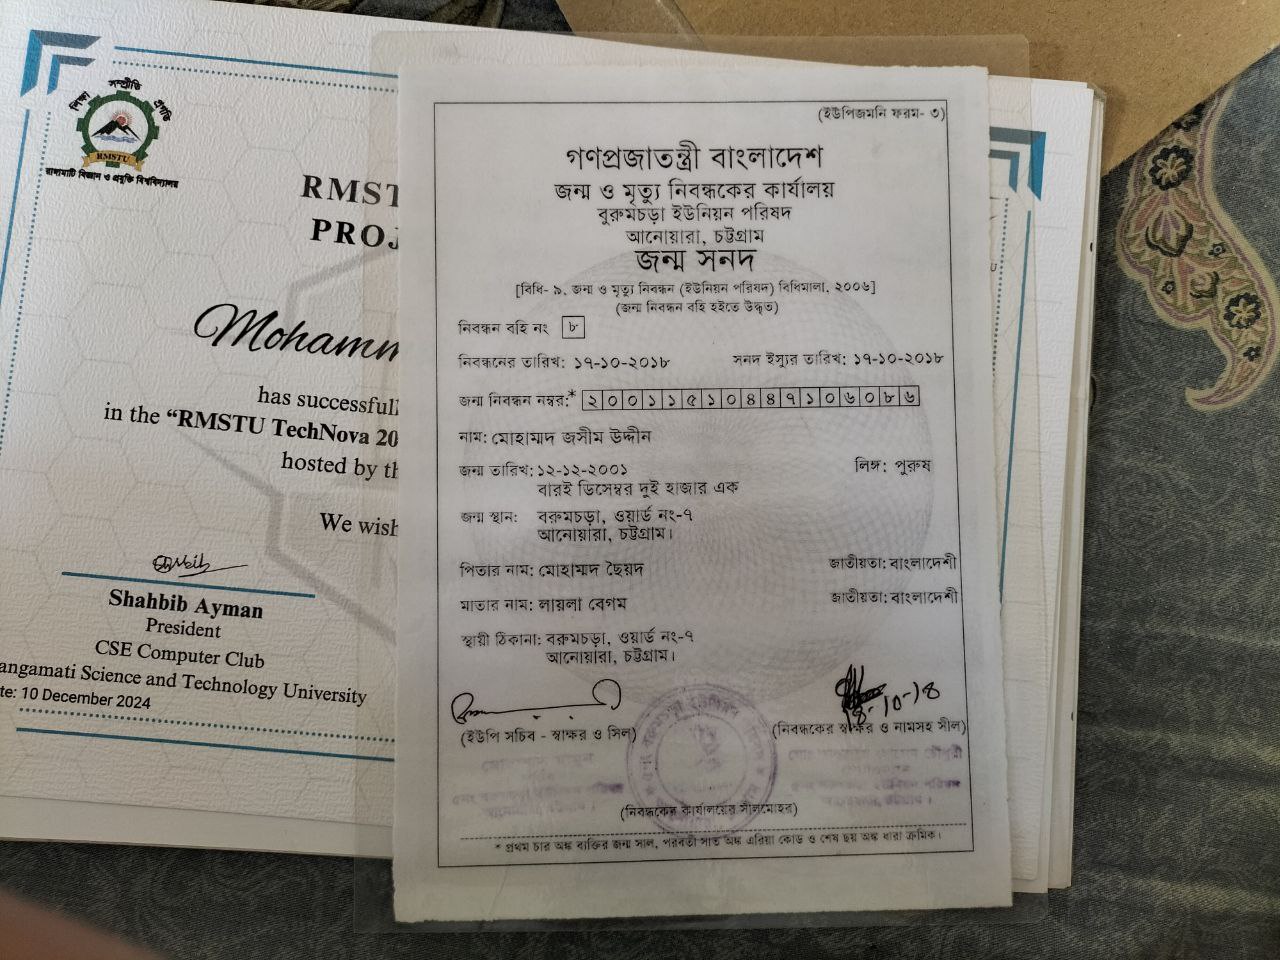 শিক্ষা সম্প্রীতি প্রগতি
RMSTU
রাঙ্গামাটি বিজ্ঞান ও প্রযুক্তি বিশ্ববিদ্যালয়
RMST
PROJ
Mohamm
has successfull
in the “RMSTU TechNova 20
hosted by th
We wish
Shahbib Ayman
President
CSE Computer Club
angamati Science and Technology University
te: 10 December 2024
(ইউপিজমনি ফরম- ৩)
গণপ্রজাতন্ত্রী বাংলাদেশ
জন্ম ও মৃত্যু নিবন্ধকের কার্যালয়
বুরুমচড়া ইউনিয়ন পরিষদ
আনোয়ারা, চট্টগ্রাম
জন্ম সনদ
[বিধি- ৯, জন্ম ও মৃত্যু নিবন্ধন (ইউনিয়ন পরিষদ) বিধিমালা, ২০০৬]
(জন্ম নিবন্ধন বহি হইতে উদ্ধৃত)
নিবন্ধন বহি নং ৮
নিবন্ধনের তারিখ: ১৭-১০-২০১৮ সনদ ইস্যুর তারিখ: ১৭-১০-২০১৮
জন্ম নিবন্ধন নম্বর:* ২০০১১৫১০৪৪৭১০৬০৮৬
নাম: মোহাম্মদ জসীম উদ্দীন
জন্ম তারিখ: ১২-১২-২০০১ লিঙ্গ: পুরুষ
বারই ডিসেম্বর দুই হাজার এক
জন্ম স্থান: বরুমচড়া, ওয়ার্ড নং-৭
আনোয়ারা, চট্টগ্রাম।
পিতার নাম: মোহাম্মদ ছৈয়দ জাতীয়তা: বাংলাদেশী
মাতার নাম: লায়লা বেগম জাতীয়তা: বাংলাদেশী
স্থায়ী ঠিকানা: বরুমচড়া, ওয়ার্ড নং-৭
আনোয়ারা, চট্টগ্রাম।
18-10-18
(ইউপি সচিব - স্বাক্ষর ও সিল) (নিবন্ধকের স্বাক্ষর ও নামসহ সীল)
(নিবন্ধকের কার্যালয়ের সীলমোহর)
* প্রথম চার অঙ্ক ব্যক্তির জন্ম সাল, পরবর্তী সাত অঙ্ক এরিয়া কোড ও শেষ ছয় অঙ্ক ধারা ক্রমিক।